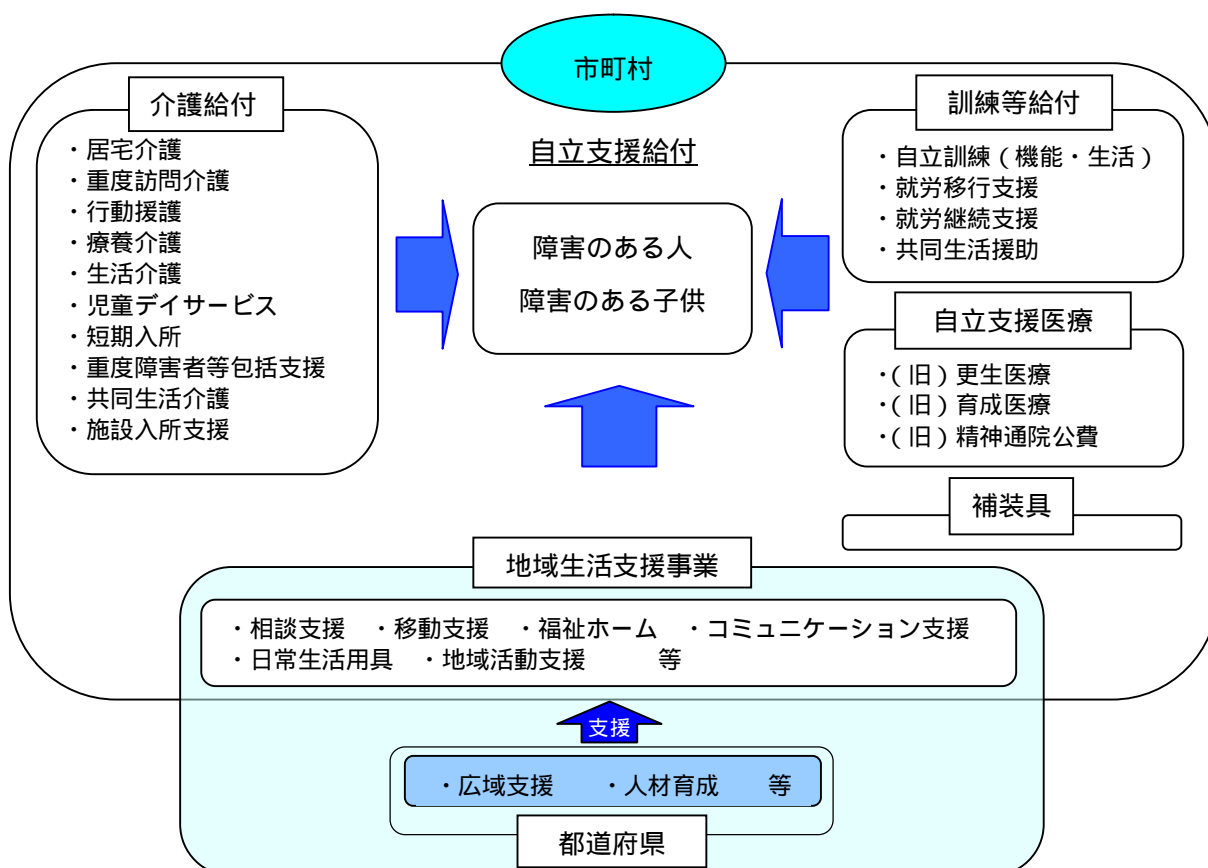 市町村
介護給付
・居宅介護
・重度訪問介護
・行動援護
・療養介護
・生活介護
・児童デイサービス
・短期入所
・重度障害者等包括支援
・共同生活介護
・施設入所支援
自立支援給付
障害のある人
障害のある子供
訓練等給付
・自立訓練（機能・生活）
・就労移行支援
・就労継続支援
・共同生活援助
自立支援医療
・（旧）更生医療
・（旧）育成医療
・（旧）精神通院公費
補装具
地域生活支援事業
・相談支援　・移動支援　・福祉ホーム　・コミュニケーション支援
・日常生活用具　・地域活動支援　　　等
支援
・広域支援　　・人材育成　　等
都道府県